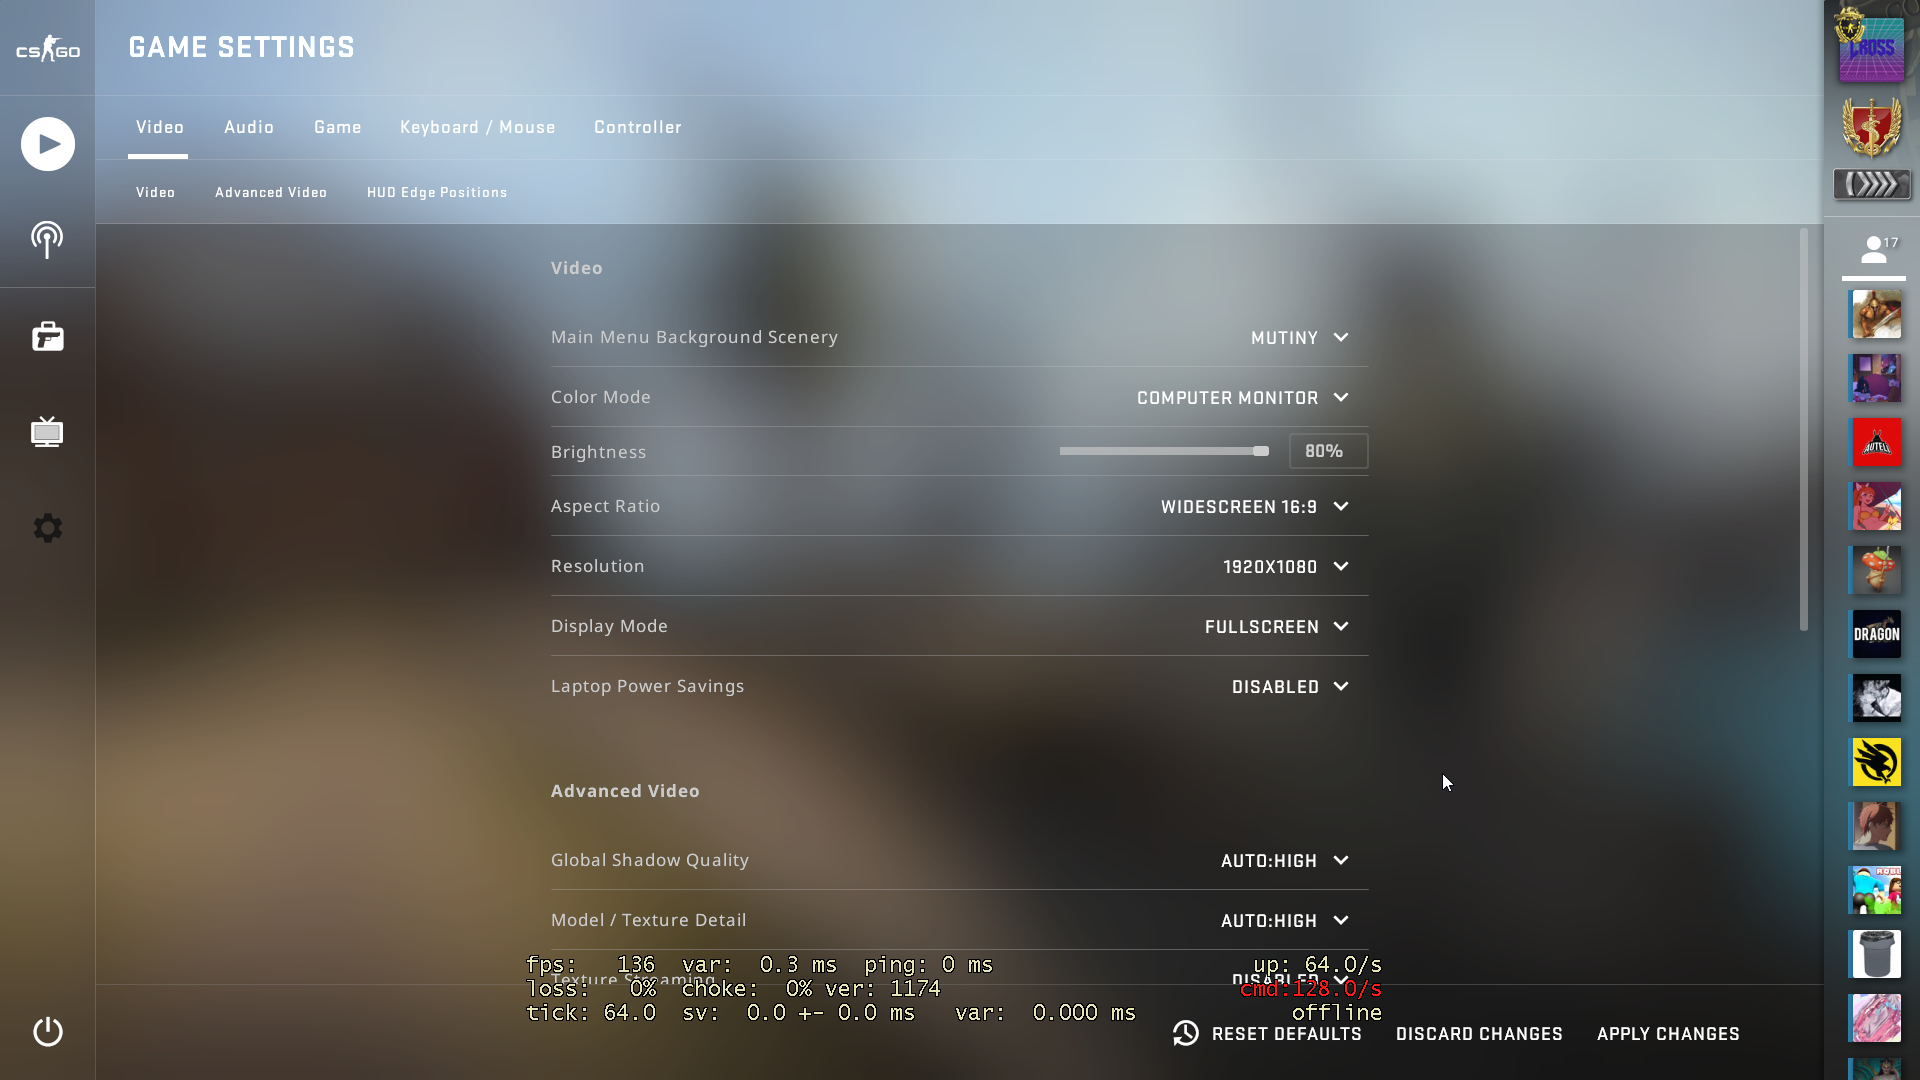 CS GO
GAME SETTINGS
Video Audio Game Keyboard / Mouse Controller
Video Advanced Video HUD Edge Positions
Video
Main Menu Background Scenery MUTINY
Color Mode COMPUTER MONITOR
Brightness 80%
Aspect Ratio WIDESCREEN 16:9
Resolution 1920X1080
Display Mode FULLSCREEN
Laptop Power Savings DISABLED
Advanced Video
Global Shadow Quality AUTO:HIGH
Model / Texture Detail AUTO:HIGH
Texture Streaming DISABLED
fps: 136 var: 0.3 ms ping: 0 ms up: 64.0/s
loss: 0% choke: 0% ver: 1174 cmd:128.0/s
tick: 64.0 sv: 0.0 +- 0.0 ms var: 0.000 ms offline
RESET DEFAULTS DISCARD CHANGES APPLY CHANGES
CROSS
17
DRAGON